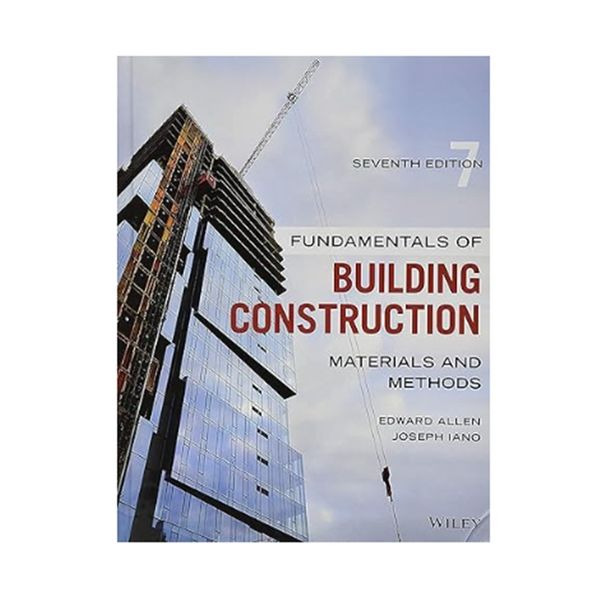 7
SEVENTH EDITION
FUNDAMENTALS OF
BUILDING
CONSTRUCTION
MATERIALS AND
METHODS
EDWARD ALLEN
JOSEPH IANO
WILEY